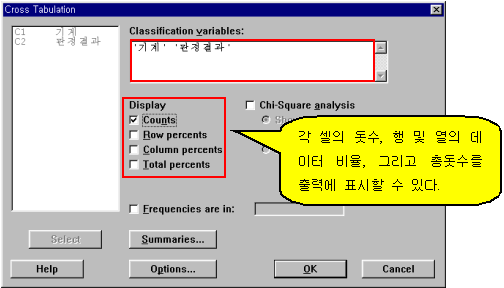 Cross Tabulation
C1 기계
C2 판정결과
Classification variables:
'기계' '판정결과'
Display
Counts
Row percents
Column percents
Total percents
Chi-Square analysis
각 셀의 돗수, 행 및 열의 데
이터 비율, 그리고 총돗수를
출력에 표시할 수 있다.
Frequencies are in:
Select
Summaries...
Help
Options...
OK
Cancel